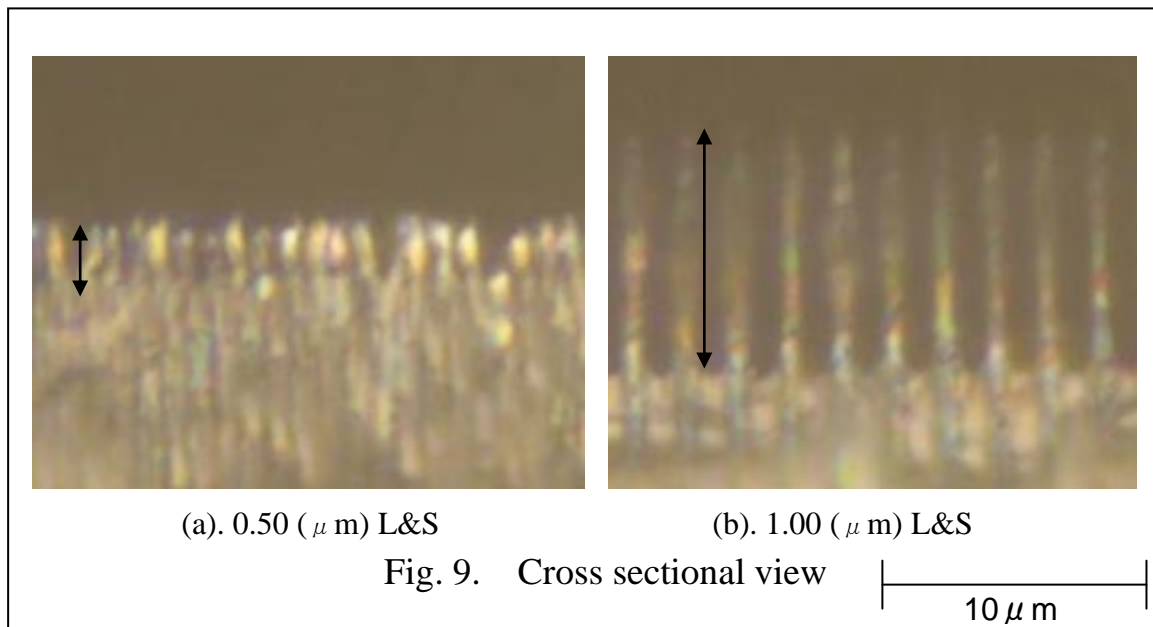 (a). 0.50 (μm) L&S
(b). 1.00 (μm) L&S
Fig. 9. Cross sectional view
10μm